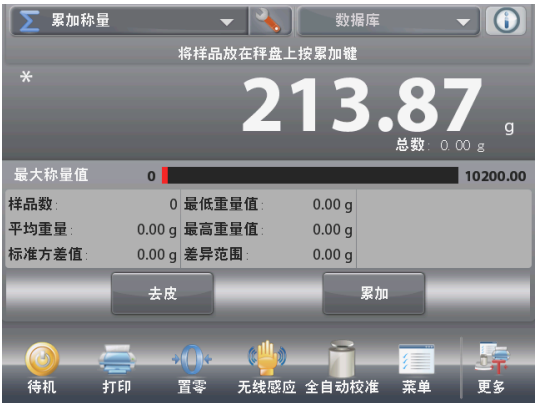 Σ 累加称量 数据库
将样品放在秤盘上按累加键
* 213.87 g
总数: 0.00 g
最大称量值 0 10200.00
样品数: 0 最低重量值: 0.00 g
平均重量: 0.00 g 最高重量值: 0.00 g
标准方差值: 0.00 g 差异范围: 0.00 g
去皮 累加
待机 打印 置零 无线感应 全自动校准 菜单 更多